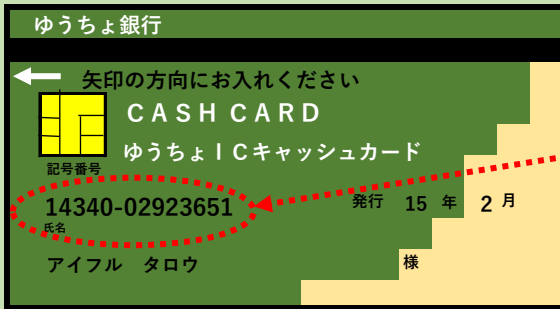 ゆうちょ銀行
矢印の方向にお入れください
CASH CARD
ゆうちょICキャッシュカード
記号番号
14340-02923651
発行 15 年 2 月
氏名
アイフル タロウ 様